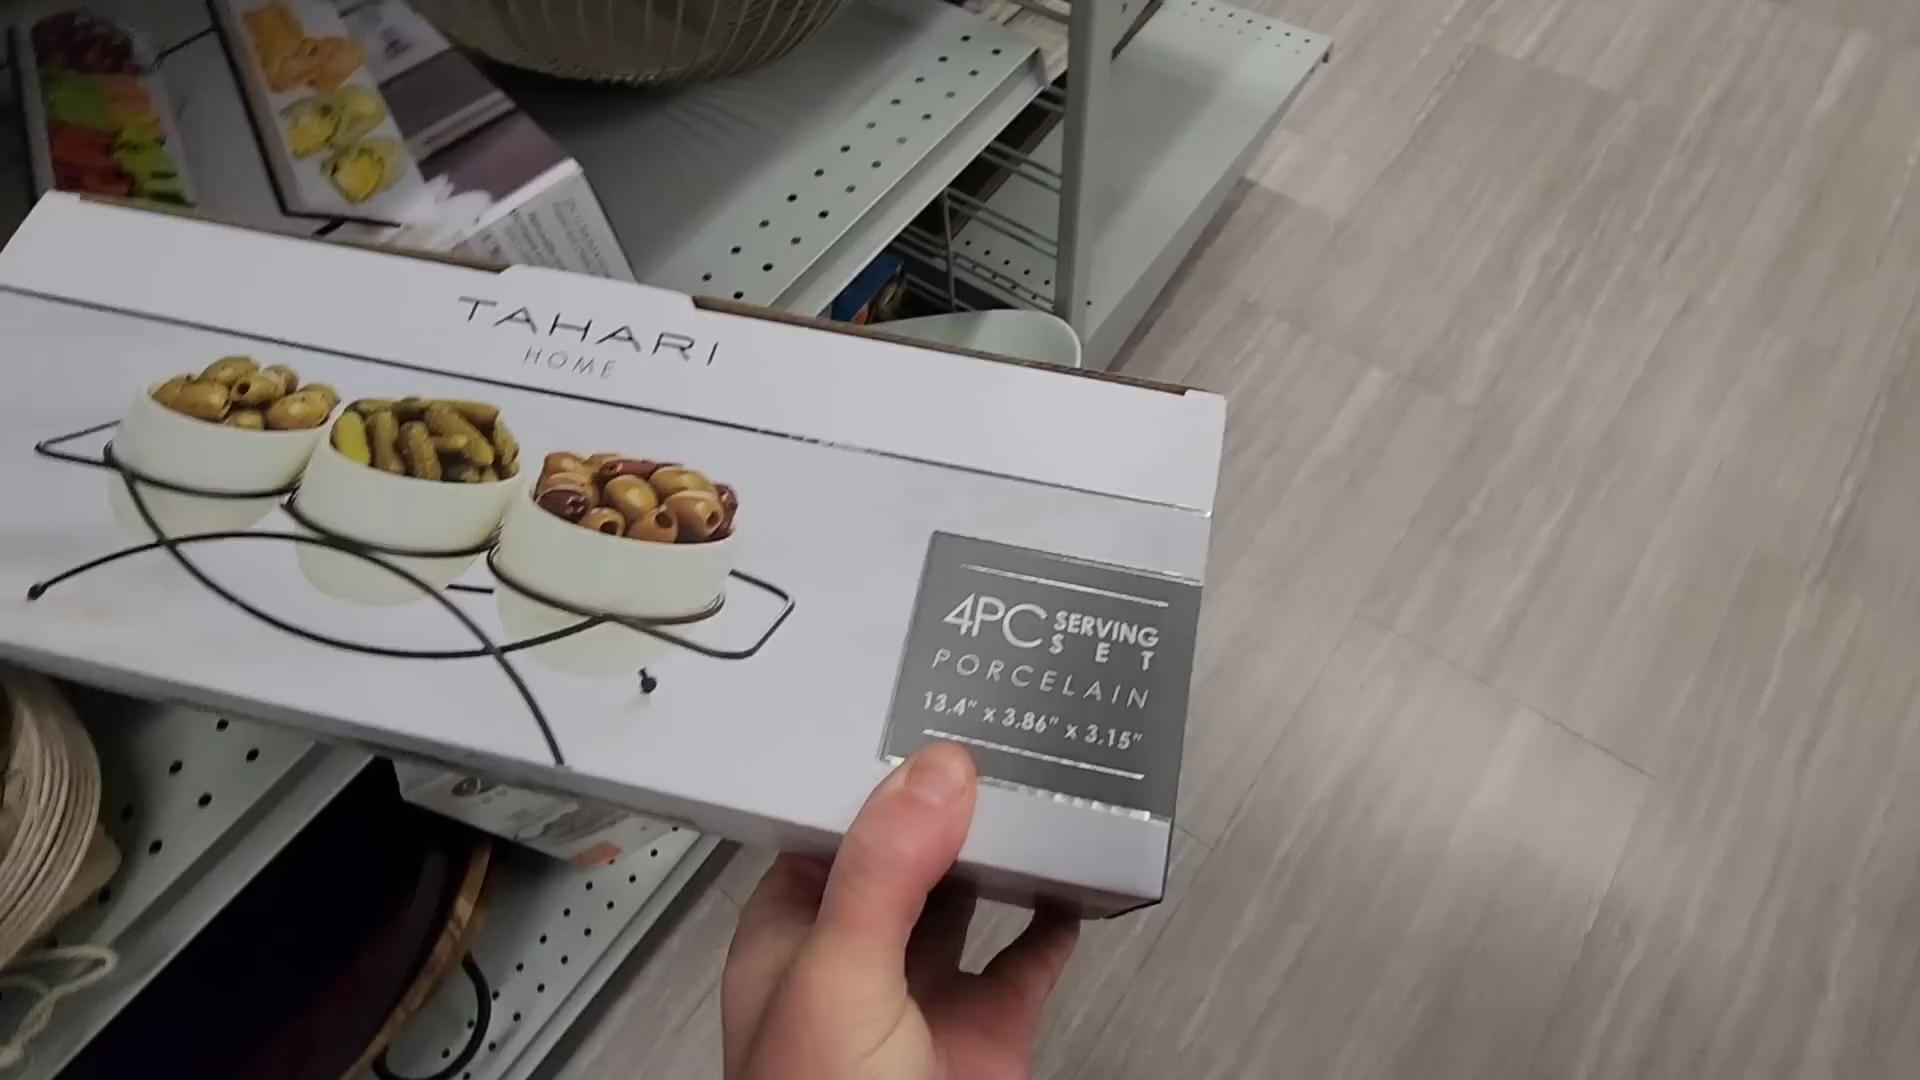 TAHARI
HOME
4PC SERVING
SET
PORCELAIN
13.4" x 3.86" x 3.15"